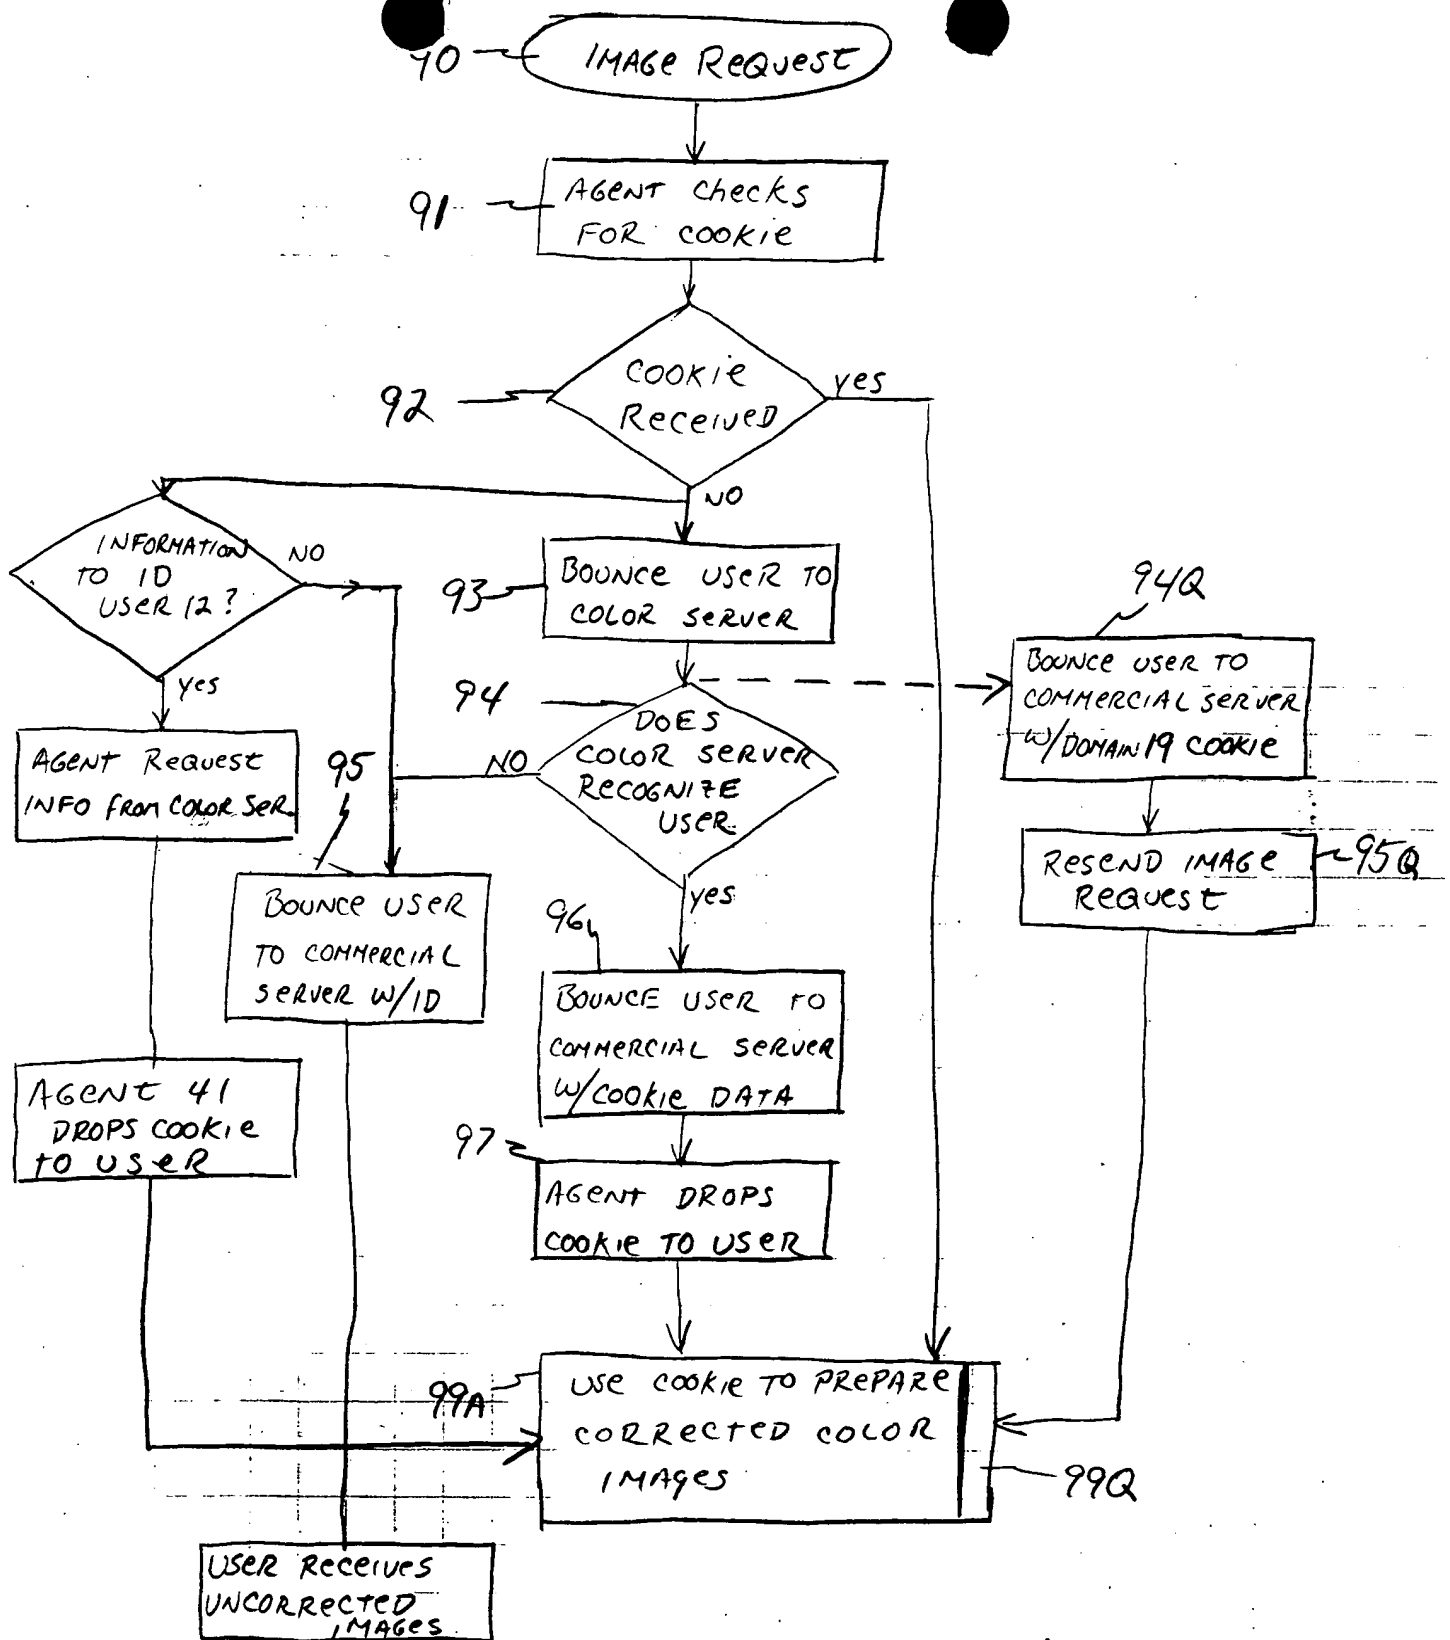 40
IMAGE REQUEST
91
AGENT CHECKS
FOR COOKIE
92
COOKIE
RECEIVED
yes
NO
INFORMATION
TO ID
USER 12?
NO
yes
93
BOUNCE USER TO
COLOR SERVER
94Q
BOUNCE USER TO
COMMERCIAL SERVER
W/DOMAIN 19 COOKIE
94
DOES
COLOR SERVER
RECOGNIZE
USER
NO
yes
AGENT REQUEST
INFO FROM COLOR SER.
95
BOUNCE USER
TO COMMERCIAL
SERVER W/ID
RESEND IMAGE
REQUEST
95Q
96
BOUNCE USER TO
COMMERCIAL SERVER
W/COOKIE DATA
AGENT 41
DROPS COOKIE
TO USER
97
AGENT DROPS
COOKIE TO USER
99A
USE COOKIE TO PREPARE
CORRECTED COLOR
IMAGES
99Q
USER RECEIVES
UNCORRECTED
IMAGES